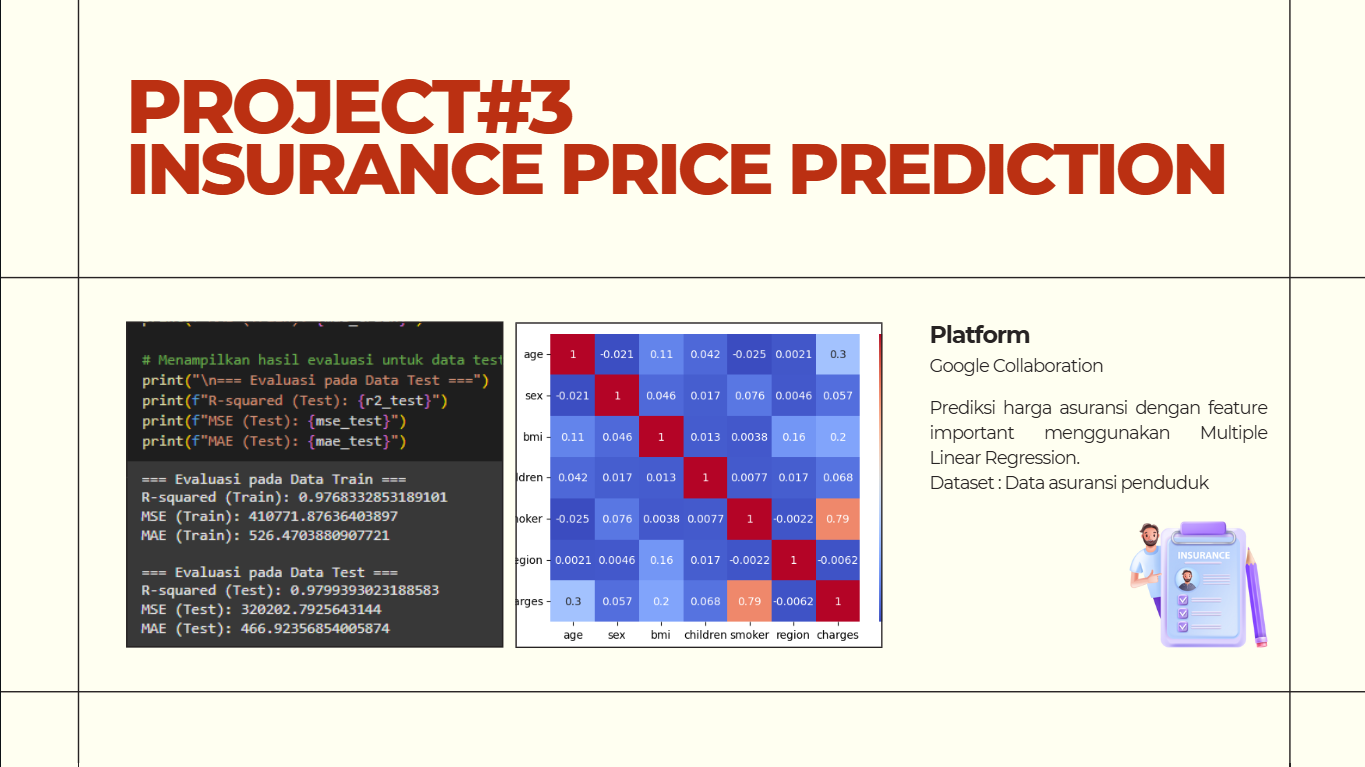 PROJECT#3
INSURANCE PRICE PREDICTION
# Menampilkan hasil evaluasi untuk data test
print("\n=== Evaluasi pada Data Test ===")
print(f"R-squared (Test): {r2_test}")
print(f"MSE (Test): {mse_test}")
print(f"MAE (Test): {mae_test}")
=== Evaluasi pada Data Train ===
R-squared (Train): 0.9768332853189101
MSE (Train): 410771.87636403897
MAE (Train): 526.4703880907721
=== Evaluasi pada Data Test ===
R-squared (Test): 0.9799393023188583
MSE (Test): 320202.7925643144
MAE (Test): 466.92356854005874
age 1 -0.021 0.11 0.042 -0.025 0.0021 0.3
sex -0.021 1 0.046 0.017 0.076 0.0046 0.057
bmi 0.11 0.046 1 0.013 0.0038 0.16 0.2
ldren 0.042 0.017 0.013 1 0.0077 0.017 0.068
oker -0.025 0.076 0.0038 0.0077 1 -0.0022 0.79
egion 0.0021 0.0046 0.16 0.017 -0.0022 1 -0.0062
arges 0.3 0.057 0.2 0.068 0.79 -0.0062 1
age sex bmi children smoker region charges
Platform
Google Collaboration
Prediksi harga asuransi dengan feature
important menggunakan Multiple
Linear Regression.
Dataset : Data asuransi penduduk
INSURANCE